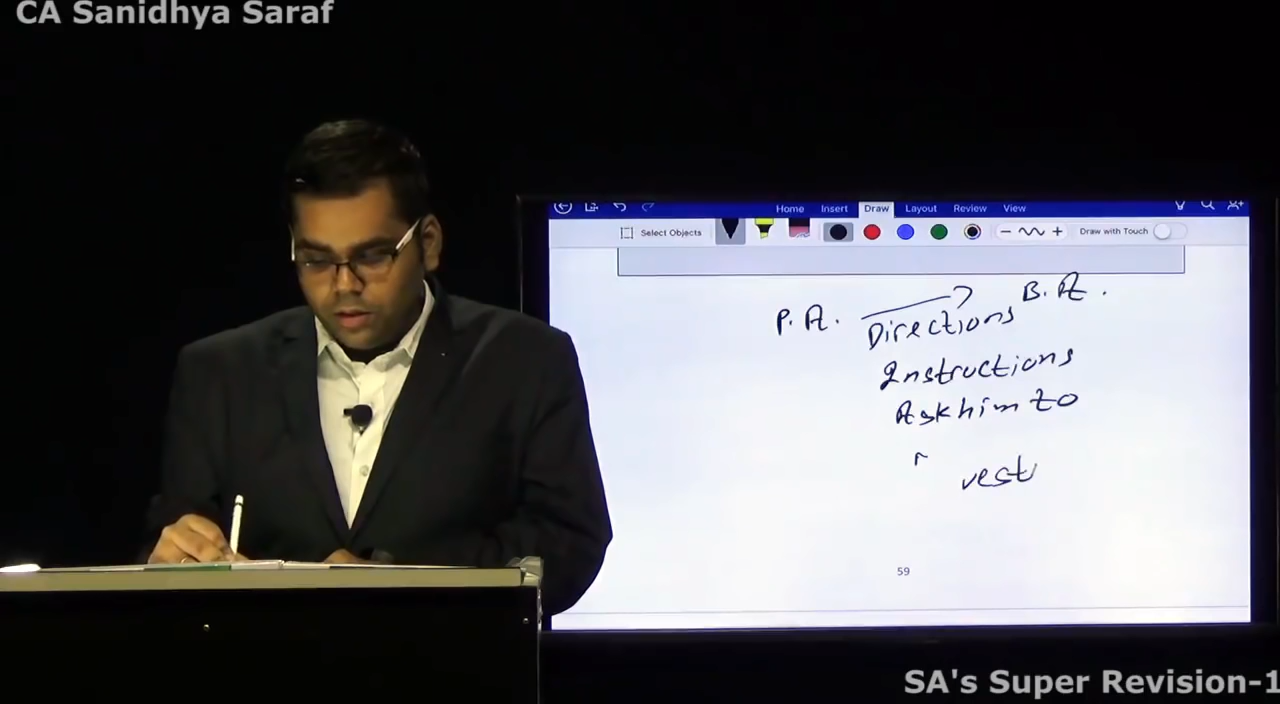 CA Sanidhya Saraf
Home Insert Draw Layout Review View
Select Objects
Draw with Touch
P.A. B.A.
Directions
Instructions
Ask him to
r vest
59
SA's Super Revision-1